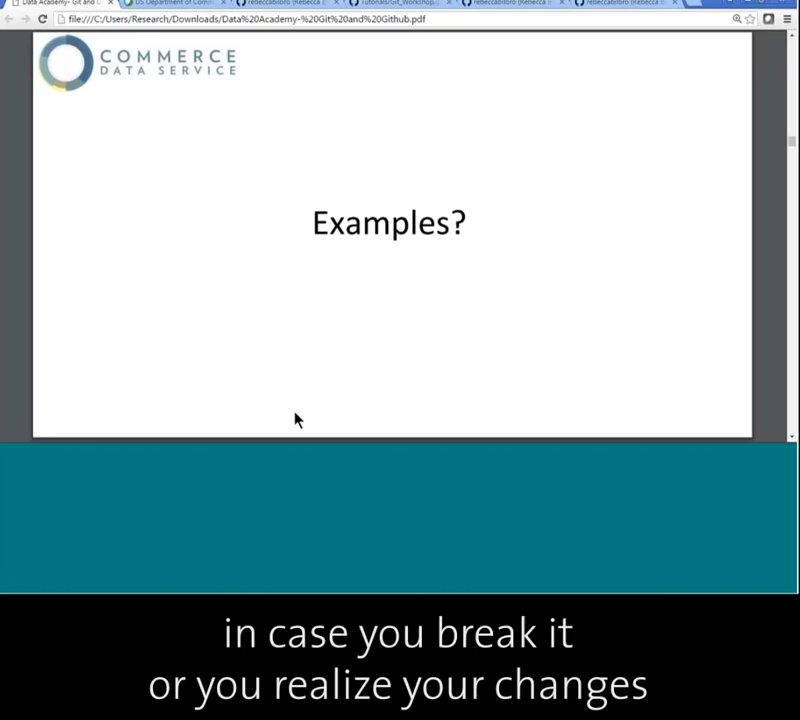 Data Academy- Git and G
US Department of Comm
rebeccabilbro (Rebecca B
Tutorials/Git_Workshop
rebeccabilbro (Rebecca B
rebeccabilbro (Rebecca B
file:///C:/Users/Research/Downloads/Data%20Academy-%20Git%20and%20Github.pdf
COMMERCE
DATA SERVICE
Examples?
in case you break it
or you realize your changes